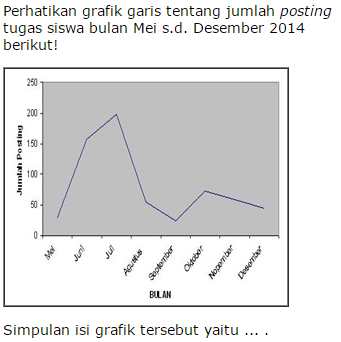 Perhatikan grafik garis tentang jumlah posting
tugas siswa bulan Mei s.d. Desember 2014
berikut!
250
200
150
100
50
0
Jumlah Posting
Mei
Juni
Juli
Agustus
September
Oktober
Nopember
Desember
BULAN
Simpulan isi grafik tersebut yaitu ... .